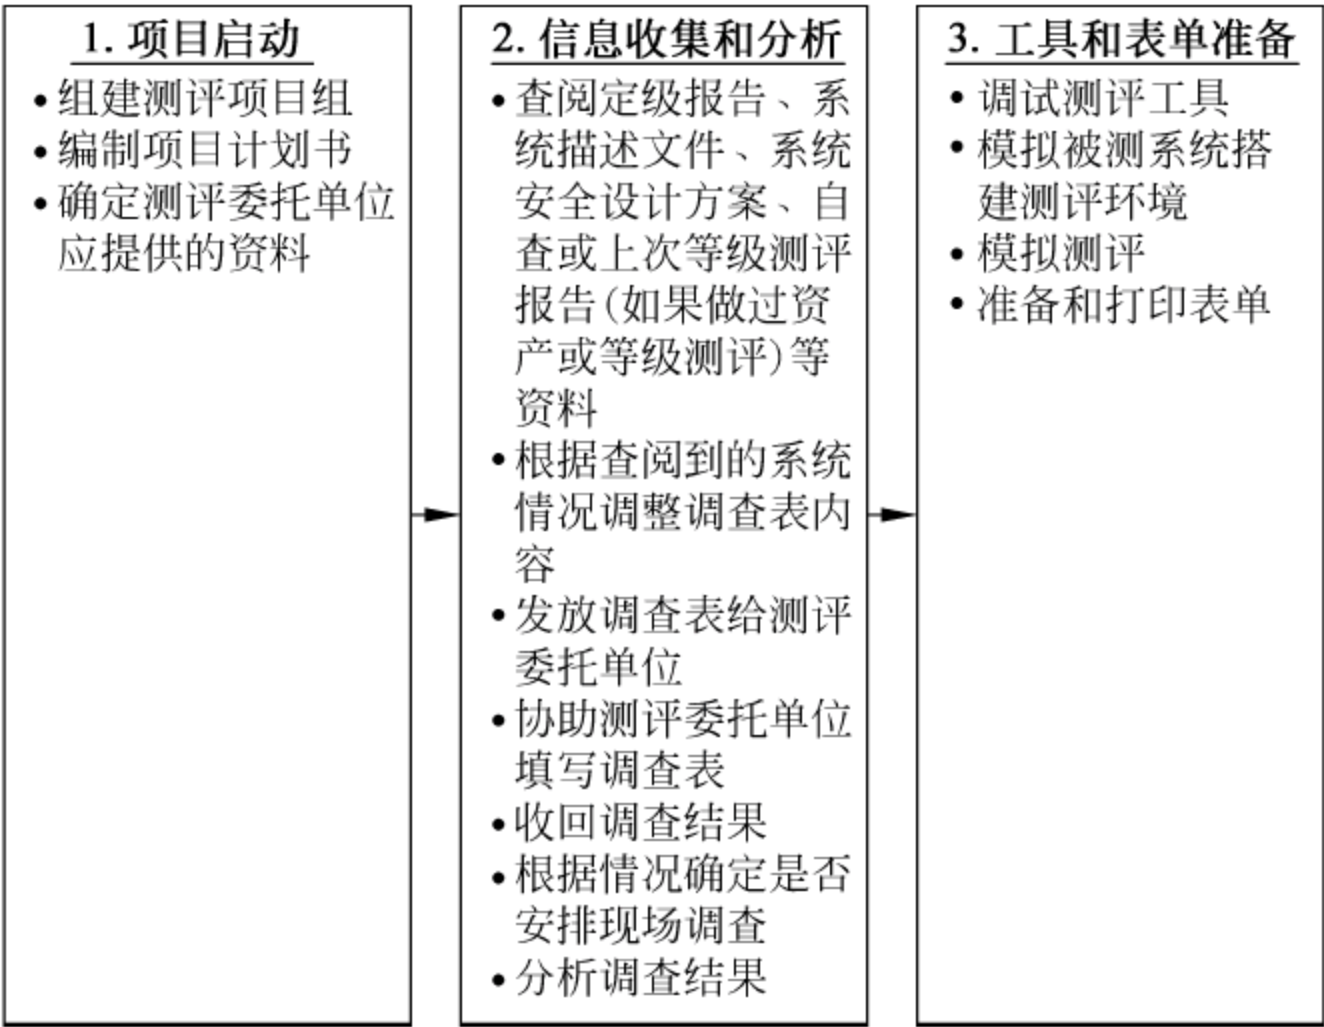 1. 项目启动
• 组建测评项目组
• 编制项目计划书
• 确定测评委托单位
应提供的资料
2. 信息收集和分析
• 查阅定级报告、系
统描述文件、系统
安全设计方案、自
查或上次等级测评
报告(如果做过资
产或等级测评)等
资料
• 根据查阅到的系统
情况调整调查表内
容
• 发放调查表给测评
委托单位
• 协助测评委托单位
填写调查表
• 收回调查结果
• 根据情况确定是否
安排现场调查
• 分析调查结果
3. 工具和表单准备
• 调试测评工具
• 模拟被测系统搭
建测评环境
• 模拟测评
• 准备和打印表单